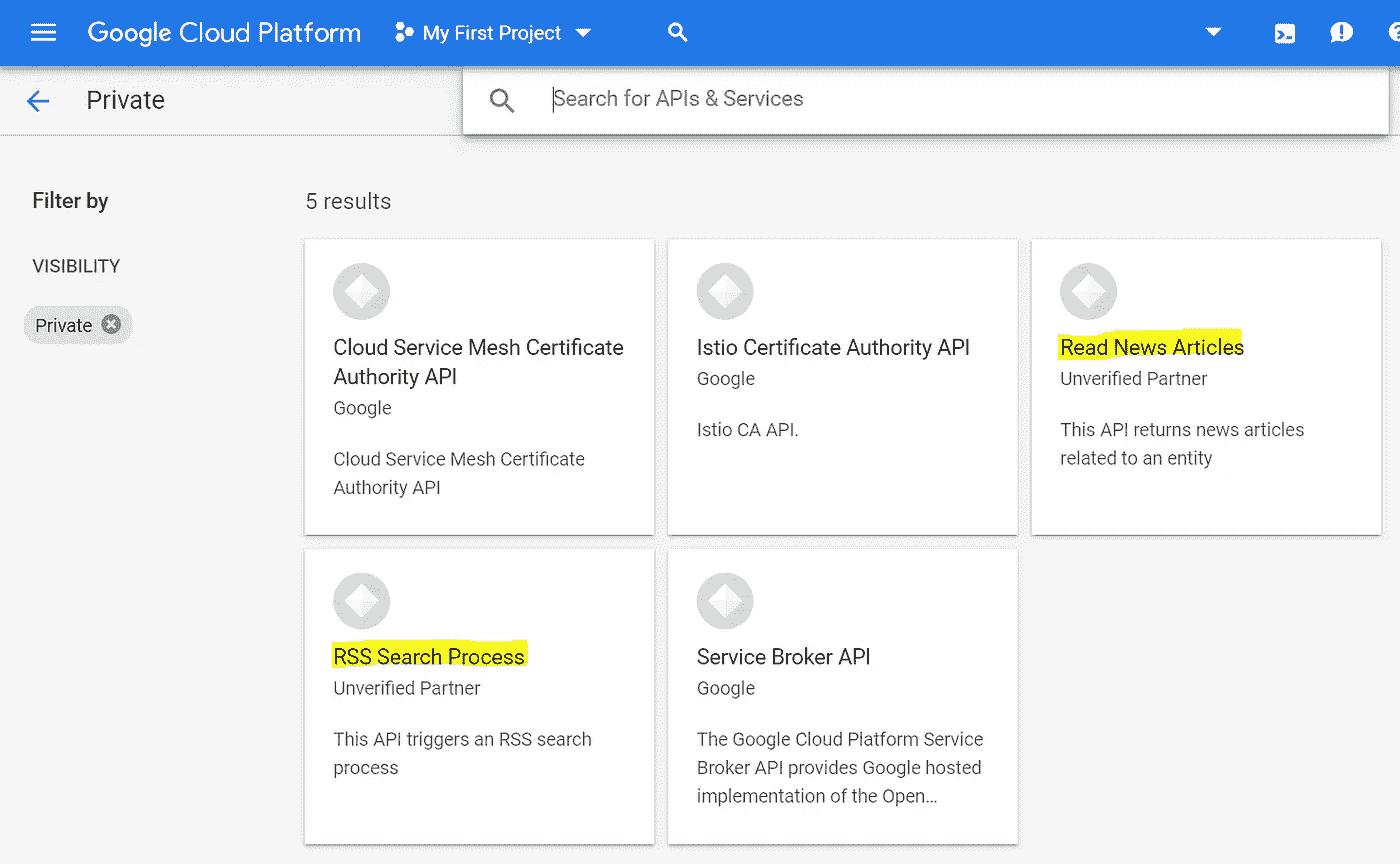 Google Cloud Platform
My First Project
Private
Search for APIs & Services
Filter by
VISIBILITY
Private
5 results
Cloud Service Mesh Certificate
Authority API
Google
Cloud Service Mesh Certificate
Authority API
Istio Certificate Authority API
Google
Istio CA API.
Read News Articles
Unverified Partner
This API returns news articles
related to an entity
RSS Search Process
Unverified Partner
This API triggers an RSS search
process
Service Broker API
Google
The Google Cloud Platform Service
Broker API provides Google hosted
implementation of the Open...